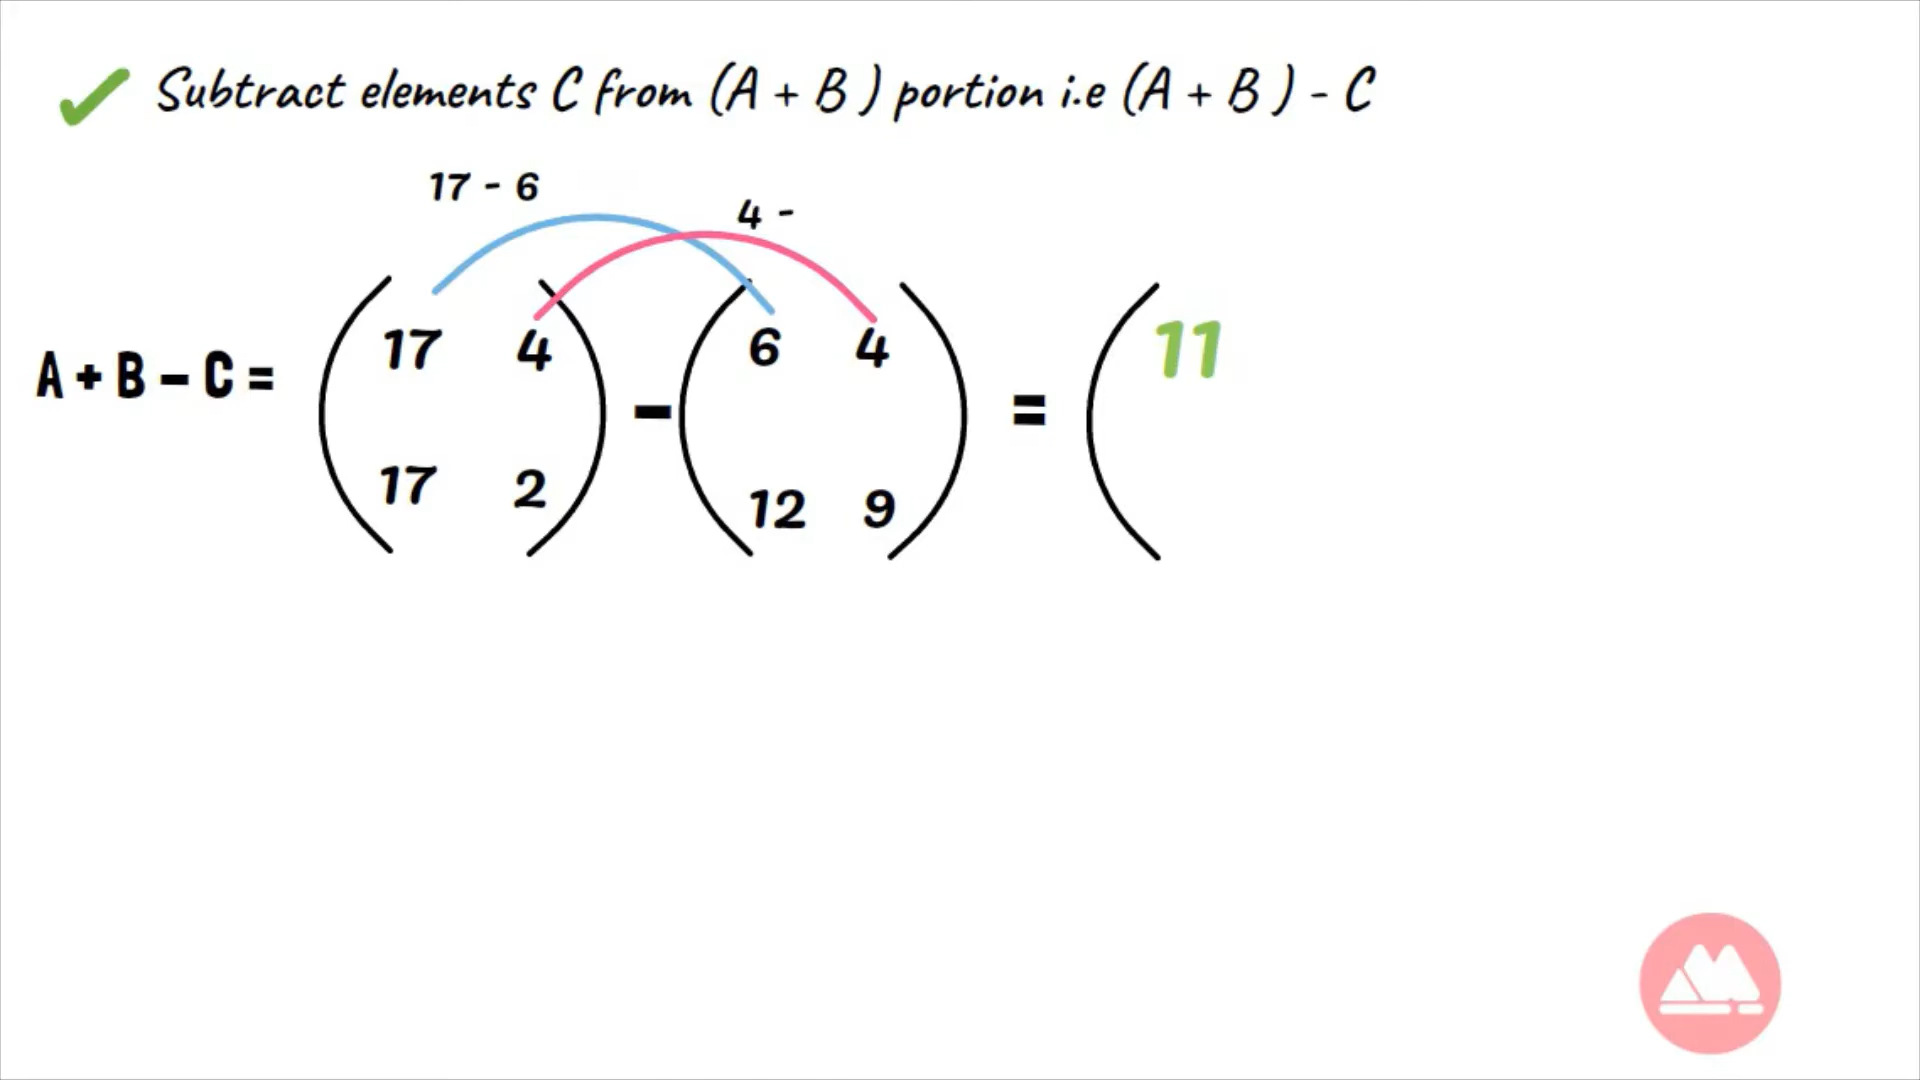 Subtract elements C from (A + B ) portion i.e (A + B ) - C
17 - 6
4 -
A + B - C = ( 17 4 ) - ( 6 4 ) = ( 11
17 2 12 9